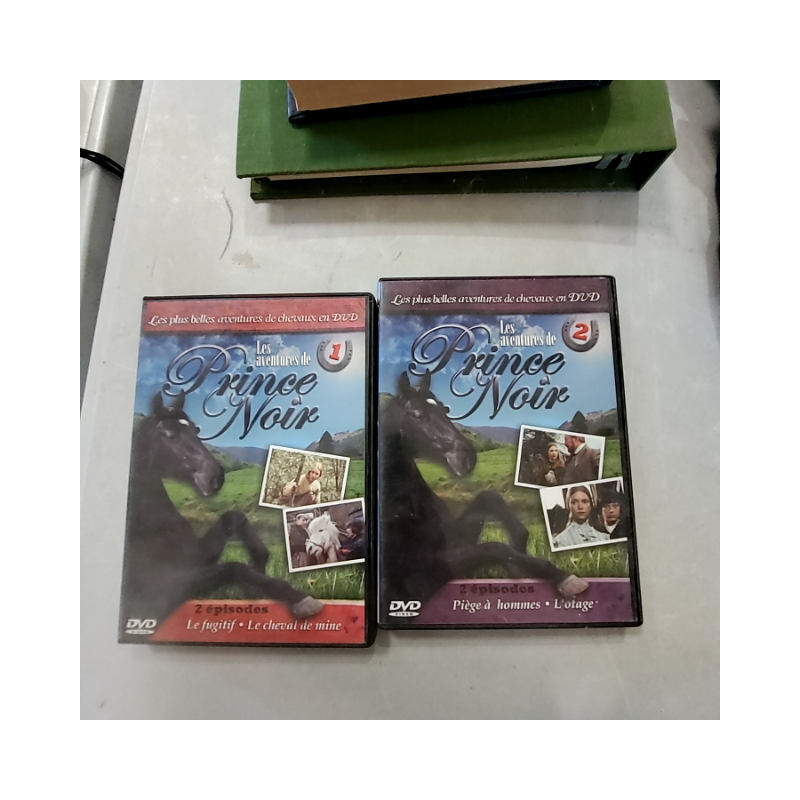 Les plus belles aventures de chevaux en DVD
Les
aventures de
1
Prince
Noir
2 épisodes
DVD
VIDEO
Le fugitif • Le cheval de mine
Les plus belles aventures de chevaux en DVD
Les
aventures de
2
Prince
Noir
2 épisodes
DVD
VIDEO
Piège à hommes • L'otage